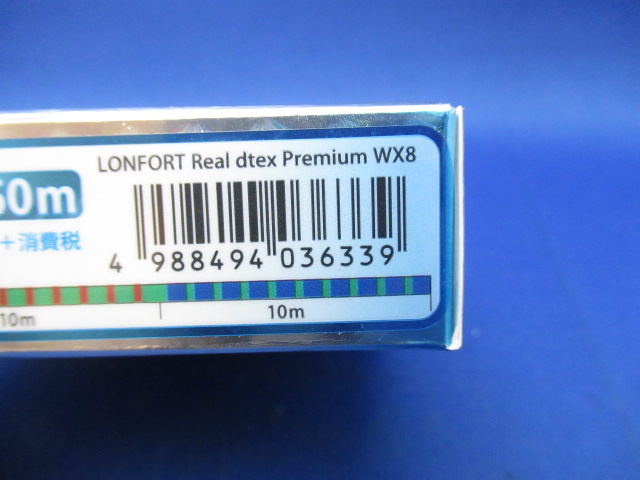 LONFORT Real dtex Premium WX8
50m
+消費税
4 988494 036339
10m
10m